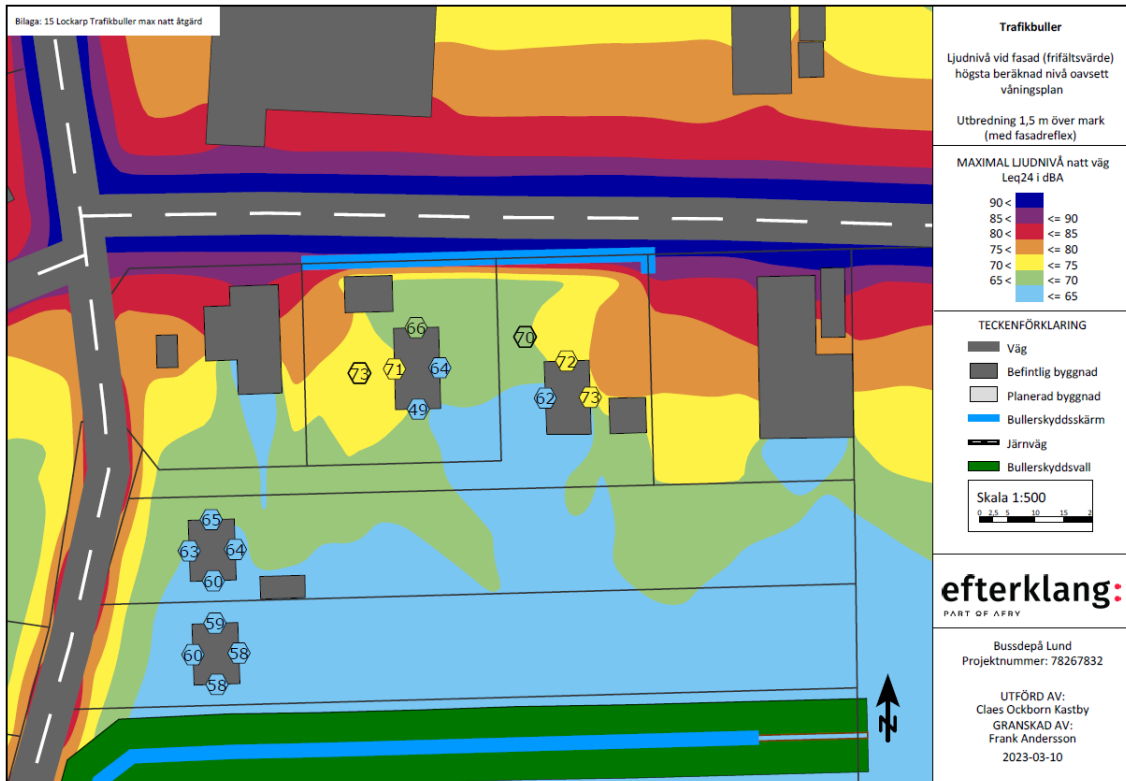 Bilaga: 15 Lockarp Trafikbuller max natt åtgärd
66
70
73
71
64
72
49
62
73
65
63
64
60
59
60
58
58
N
Trafikbuller
Ljudnivå vid fasad (frifältsvärde)
högsta beräknad nivå oavsett
våningsplan
Utbredning 1,5 m över mark
(med fasadreflex)
MAXIMAL LJUDNIVÅ natt väg
Leq24 i dBA
90 <
85 < <= 90
80 < <= 85
75 < <= 80
70 < <= 75
65 < <= 70
<= 65
TECKENFÖRKLARING
Väg
Befintlig byggnad
Planerad byggnad
Bullerskyddsskärm
Järnväg
Bullerskyddsvall
Skala 1:500
0 2,5 5 10 15 2
efterklang:
PART OF AFRY
Bussdepå Lund
Projektnummer: 78267832
UTFÖRD AV:
Claes Ockborn Kastby
GRANSKAD AV:
Frank Andersson
2023-03-10